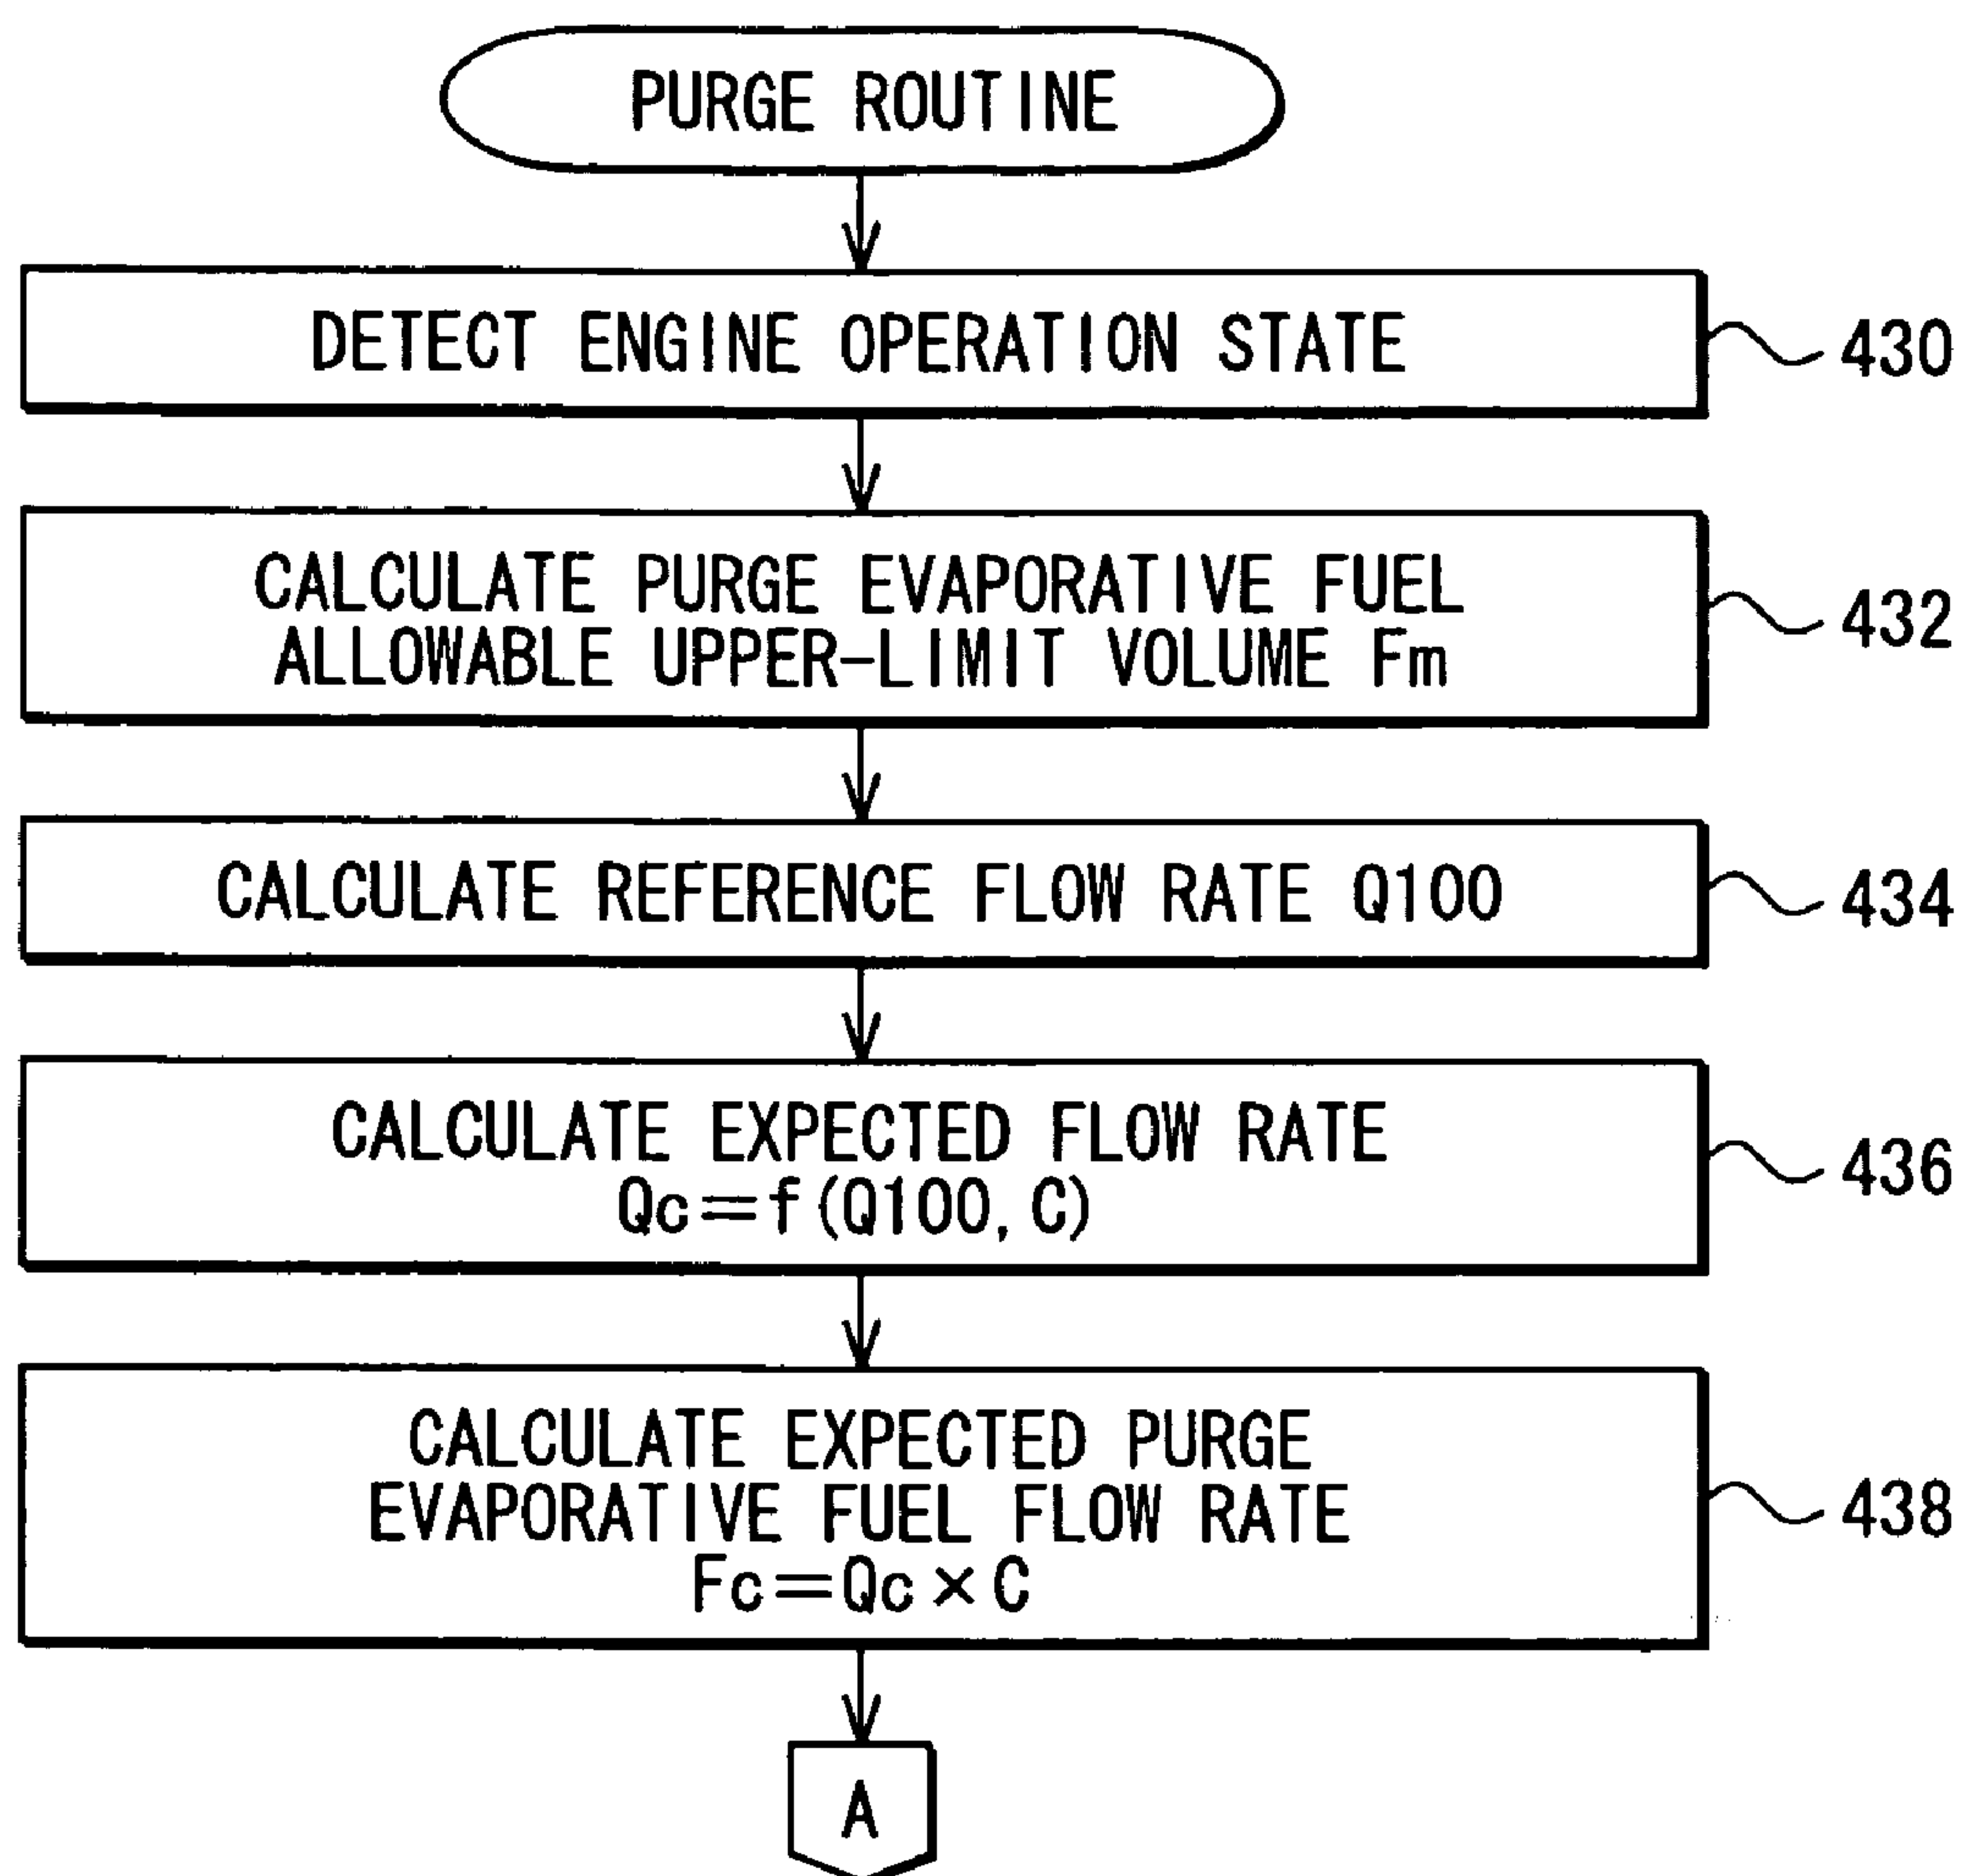 PURGE ROUTINE
DETECT ENGINE OPERATION STATE
430
CALCULATE PURGE EVAPORATIVE FUEL
ALLOWABLE UPPER-LIMIT VOLUME Fm
432
CALCULATE REFERENCE FLOW RATE Q100
434
CALCULATE EXPECTED FLOW RATE
Qc=f(Q100,C)
436
CALCULATE EXPECTED PURGE
EVAPORATIVE FUEL FLOW RATE
Fc=Qc×C
438
A